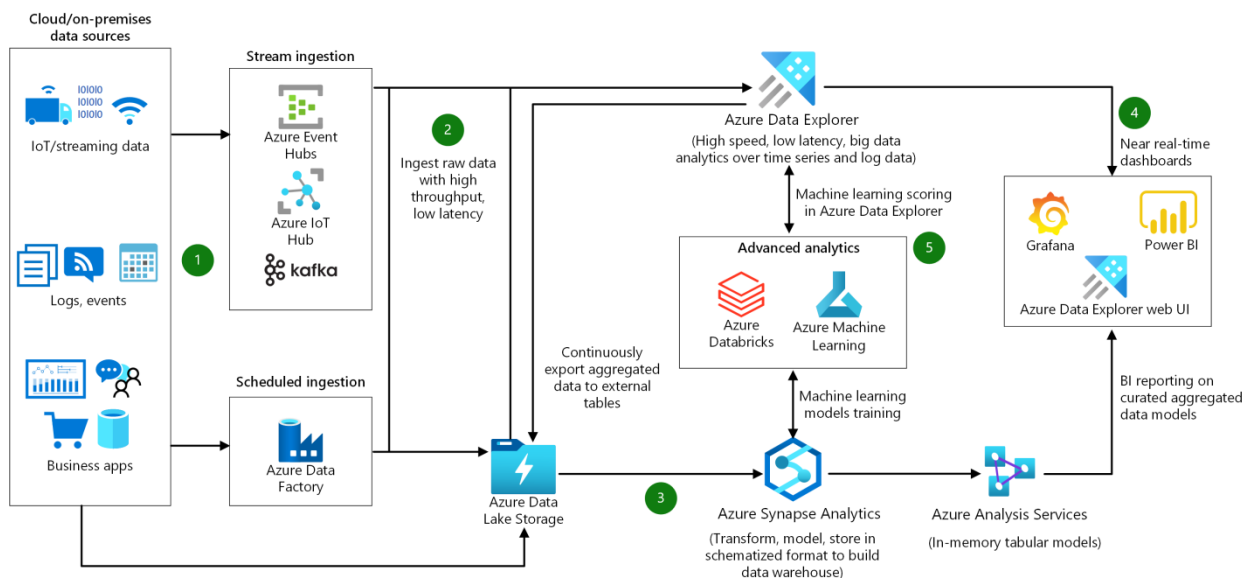 Cloud/on-premises
data sources
IoT/streaming data
Logs, events
Business apps
1
Stream ingestion
Azure Event
Hubs
Azure IoT
Hub
kafka
Scheduled ingestion
Azure Data
Factory
2
Ingest raw data
with high
throughput,
low latency
Continuously
export aggregated
data to external
tables
Azure Data
Lake Storage
3
Azure Data Explorer
(High speed, low latency, big data
analytics over time series and log data)
Machine learning scoring
in Azure Data Explorer
Advanced analytics
5
Azure
Databricks
Azure Machine
Learning
Machine learning
models training
Azure Synapse Analytics
(Transform, model, store in
schematized format to build
data warehouse)
Azure Analysis Services
(In-memory tabular models)
4
Near real-time
dashboards
Grafana
Power BI
Azure Data Explorer web UI
BI reporting on
curated aggregated
data models
10101
10101
10101